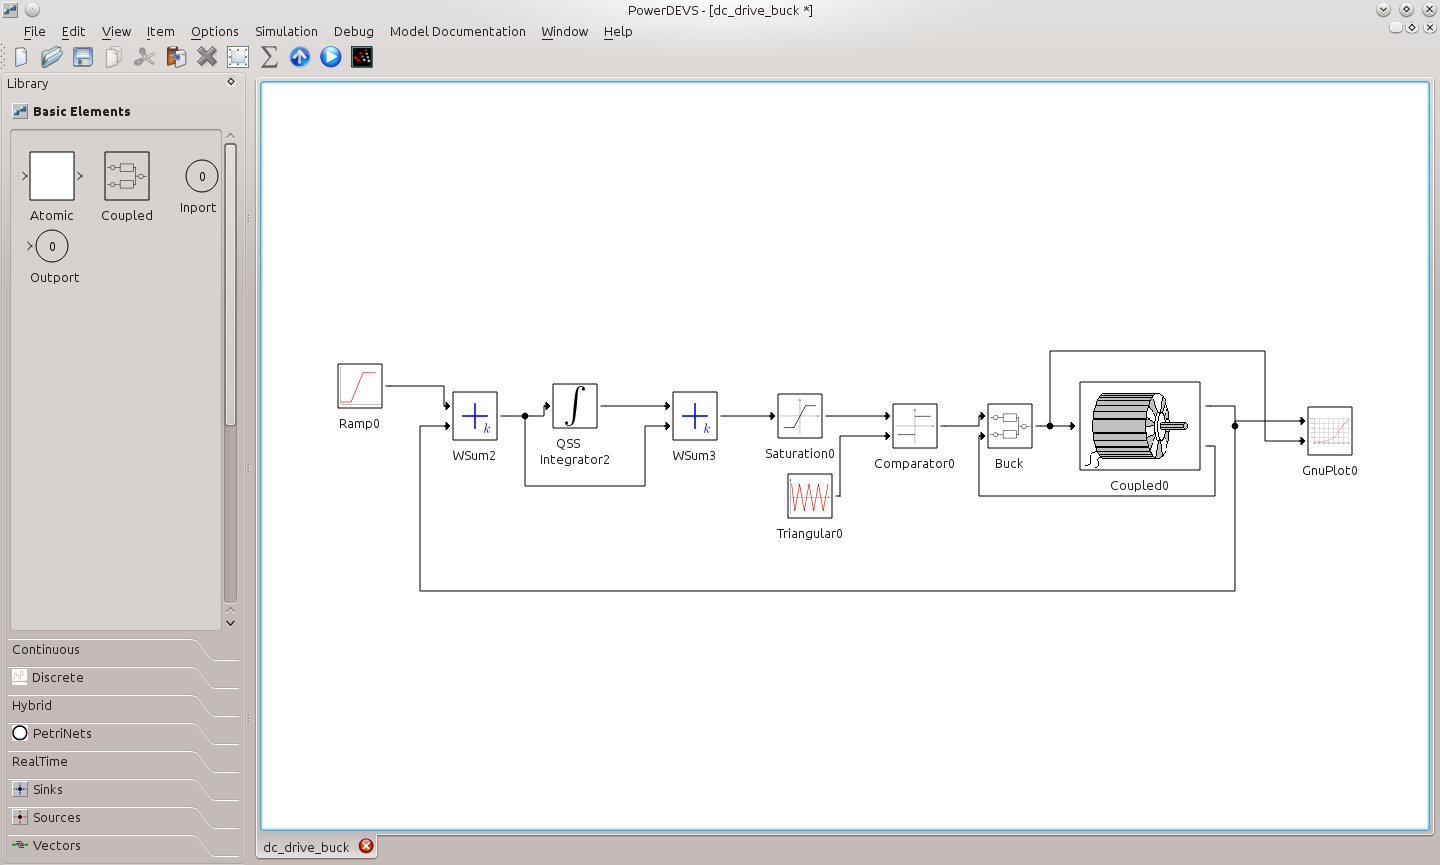 PowerDEVS - [dc_drive_buck *]
File Edit View Item Options Simulation Debug Model Documentation Window Help
Library
Basic Elements
0
Atomic Coupled Inport
0
Outport
Continuous
Discrete
Hybrid
PetriNets
RealTime
Sinks
Sources
Vectors
Ramp0
k
WSum2
QSS
Integrator2
k
WSum3
Saturation0
Triangular0
Comparator0
Buck
Coupled0
GnuPlot0
dc_drive_buck